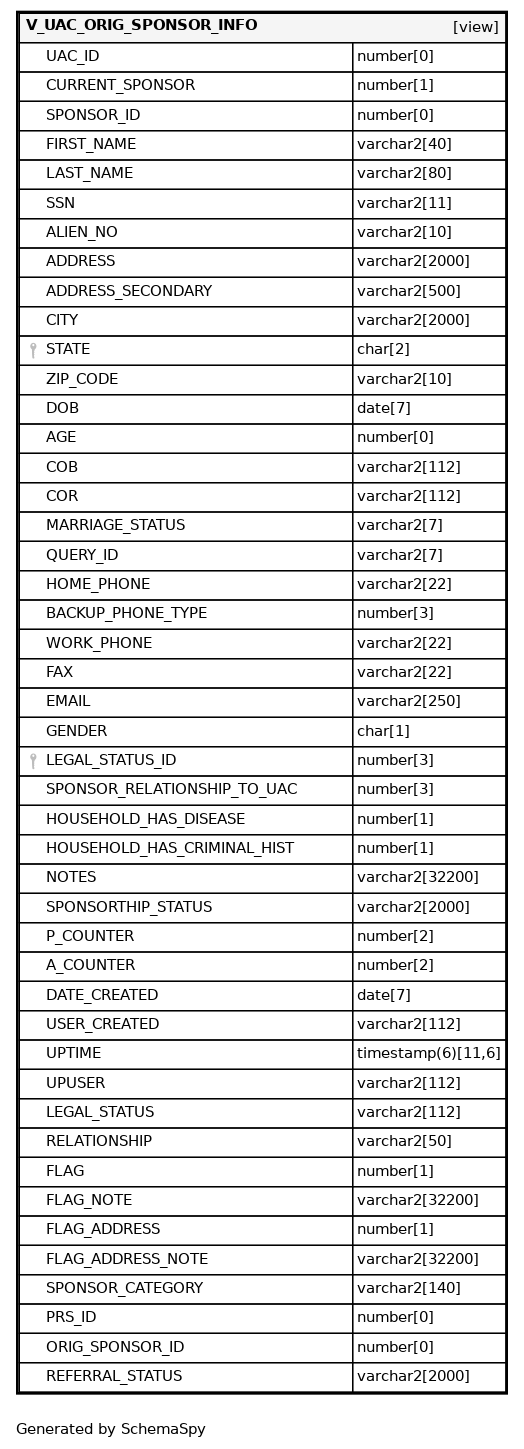 V_UAC_ORIG_SPONSOR_INFO [view]
UAC_ID number[0]
CURRENT_SPONSOR number[1]
SPONSOR_ID number[0]
FIRST_NAME varchar2[40]
LAST_NAME varchar2[80]
SSN varchar2[11]
ALIEN_NO varchar2[10]
ADDRESS varchar2[2000]
ADDRESS_SECONDARY varchar2[500]
CITY varchar2[2000]
STATE char[2]
ZIP_CODE varchar2[10]
DOB date[7]
AGE number[0]
COB varchar2[112]
COR varchar2[112]
MARRIAGE_STATUS varchar2[7]
QUERY_ID varchar2[7]
HOME_PHONE varchar2[22]
BACKUP_PHONE_TYPE number[3]
WORK_PHONE varchar2[22]
FAX varchar2[22]
EMAIL varchar2[250]
GENDER char[1]
LEGAL_STATUS_ID number[3]
SPONSOR_RELATIONSHIP_TO_UAC number[3]
HOUSEHOLD_HAS_DISEASE number[1]
HOUSEHOLD_HAS_CRIMINAL_HIST number[1]
NOTES varchar2[32200]
SPONSORTHIP_STATUS varchar2[2000]
P_COUNTER number[2]
A_COUNTER number[2]
DATE_CREATED date[7]
USER_CREATED varchar2[112]
UPTIME timestamp(6)[11,6]
UPUSER varchar2[112]
LEGAL_STATUS varchar2[112]
RELATIONSHIP varchar2[50]
FLAG number[1]
FLAG_NOTE varchar2[32200]
FLAG_ADDRESS number[1]
FLAG_ADDRESS_NOTE varchar2[32200]
SPONSOR_CATEGORY varchar2[140]
PRS_ID number[0]
ORIG_SPONSOR_ID number[0]
REFERRAL_STATUS varchar2[2000]
Generated by SchemaSpy